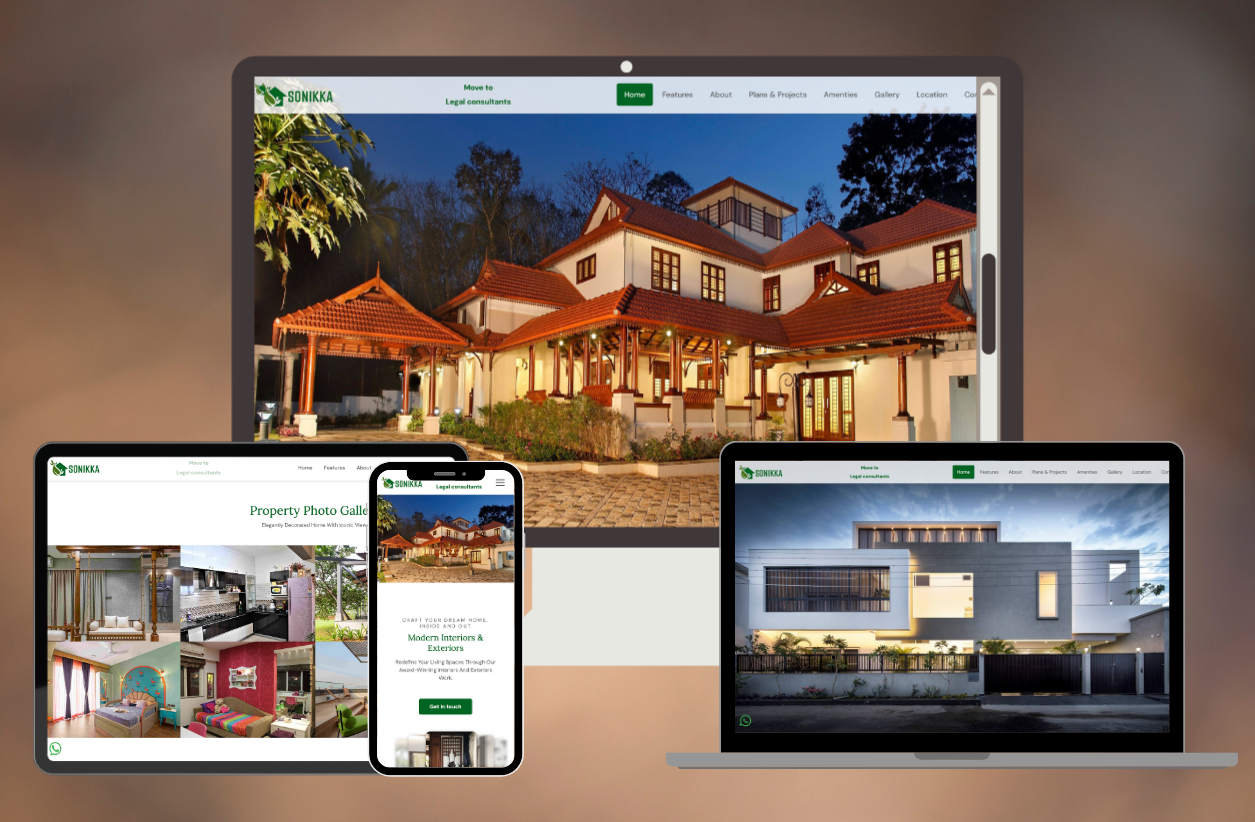 SONIKKA
Move to
Legal consultants
Home Features About Plans & Projects Amenties Gallery Location
SONIKKA
Move to
Legal consultants
Home Features About
Property Photo Galle
Elegantly Decorated Home With Iconic View
SONIKKA
Legal consultants
CRAFT YOUR DREAM HOME,
INSIDE AND OUT
Modern Interiors &
Exteriors
Redefine Your Living Spaces Through Our
Award-Winning Interiors And Exteriors
Work.
Get in touch
SONIKKA
Move to
Legal consultants
Home Features About Plans & Projects Amenties Gallery Location